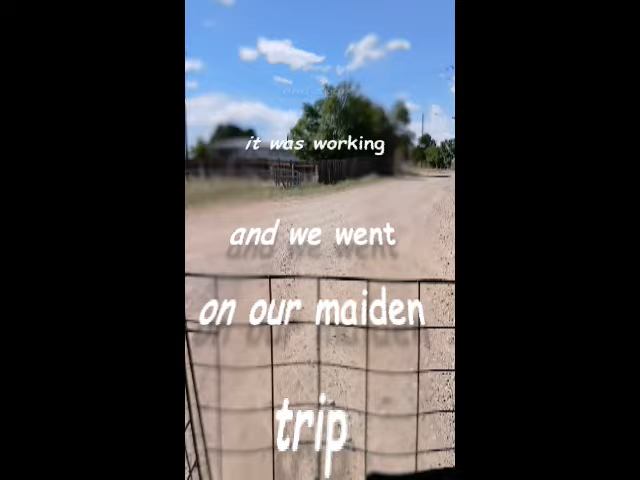 it was working
and we went
on our maiden
trip